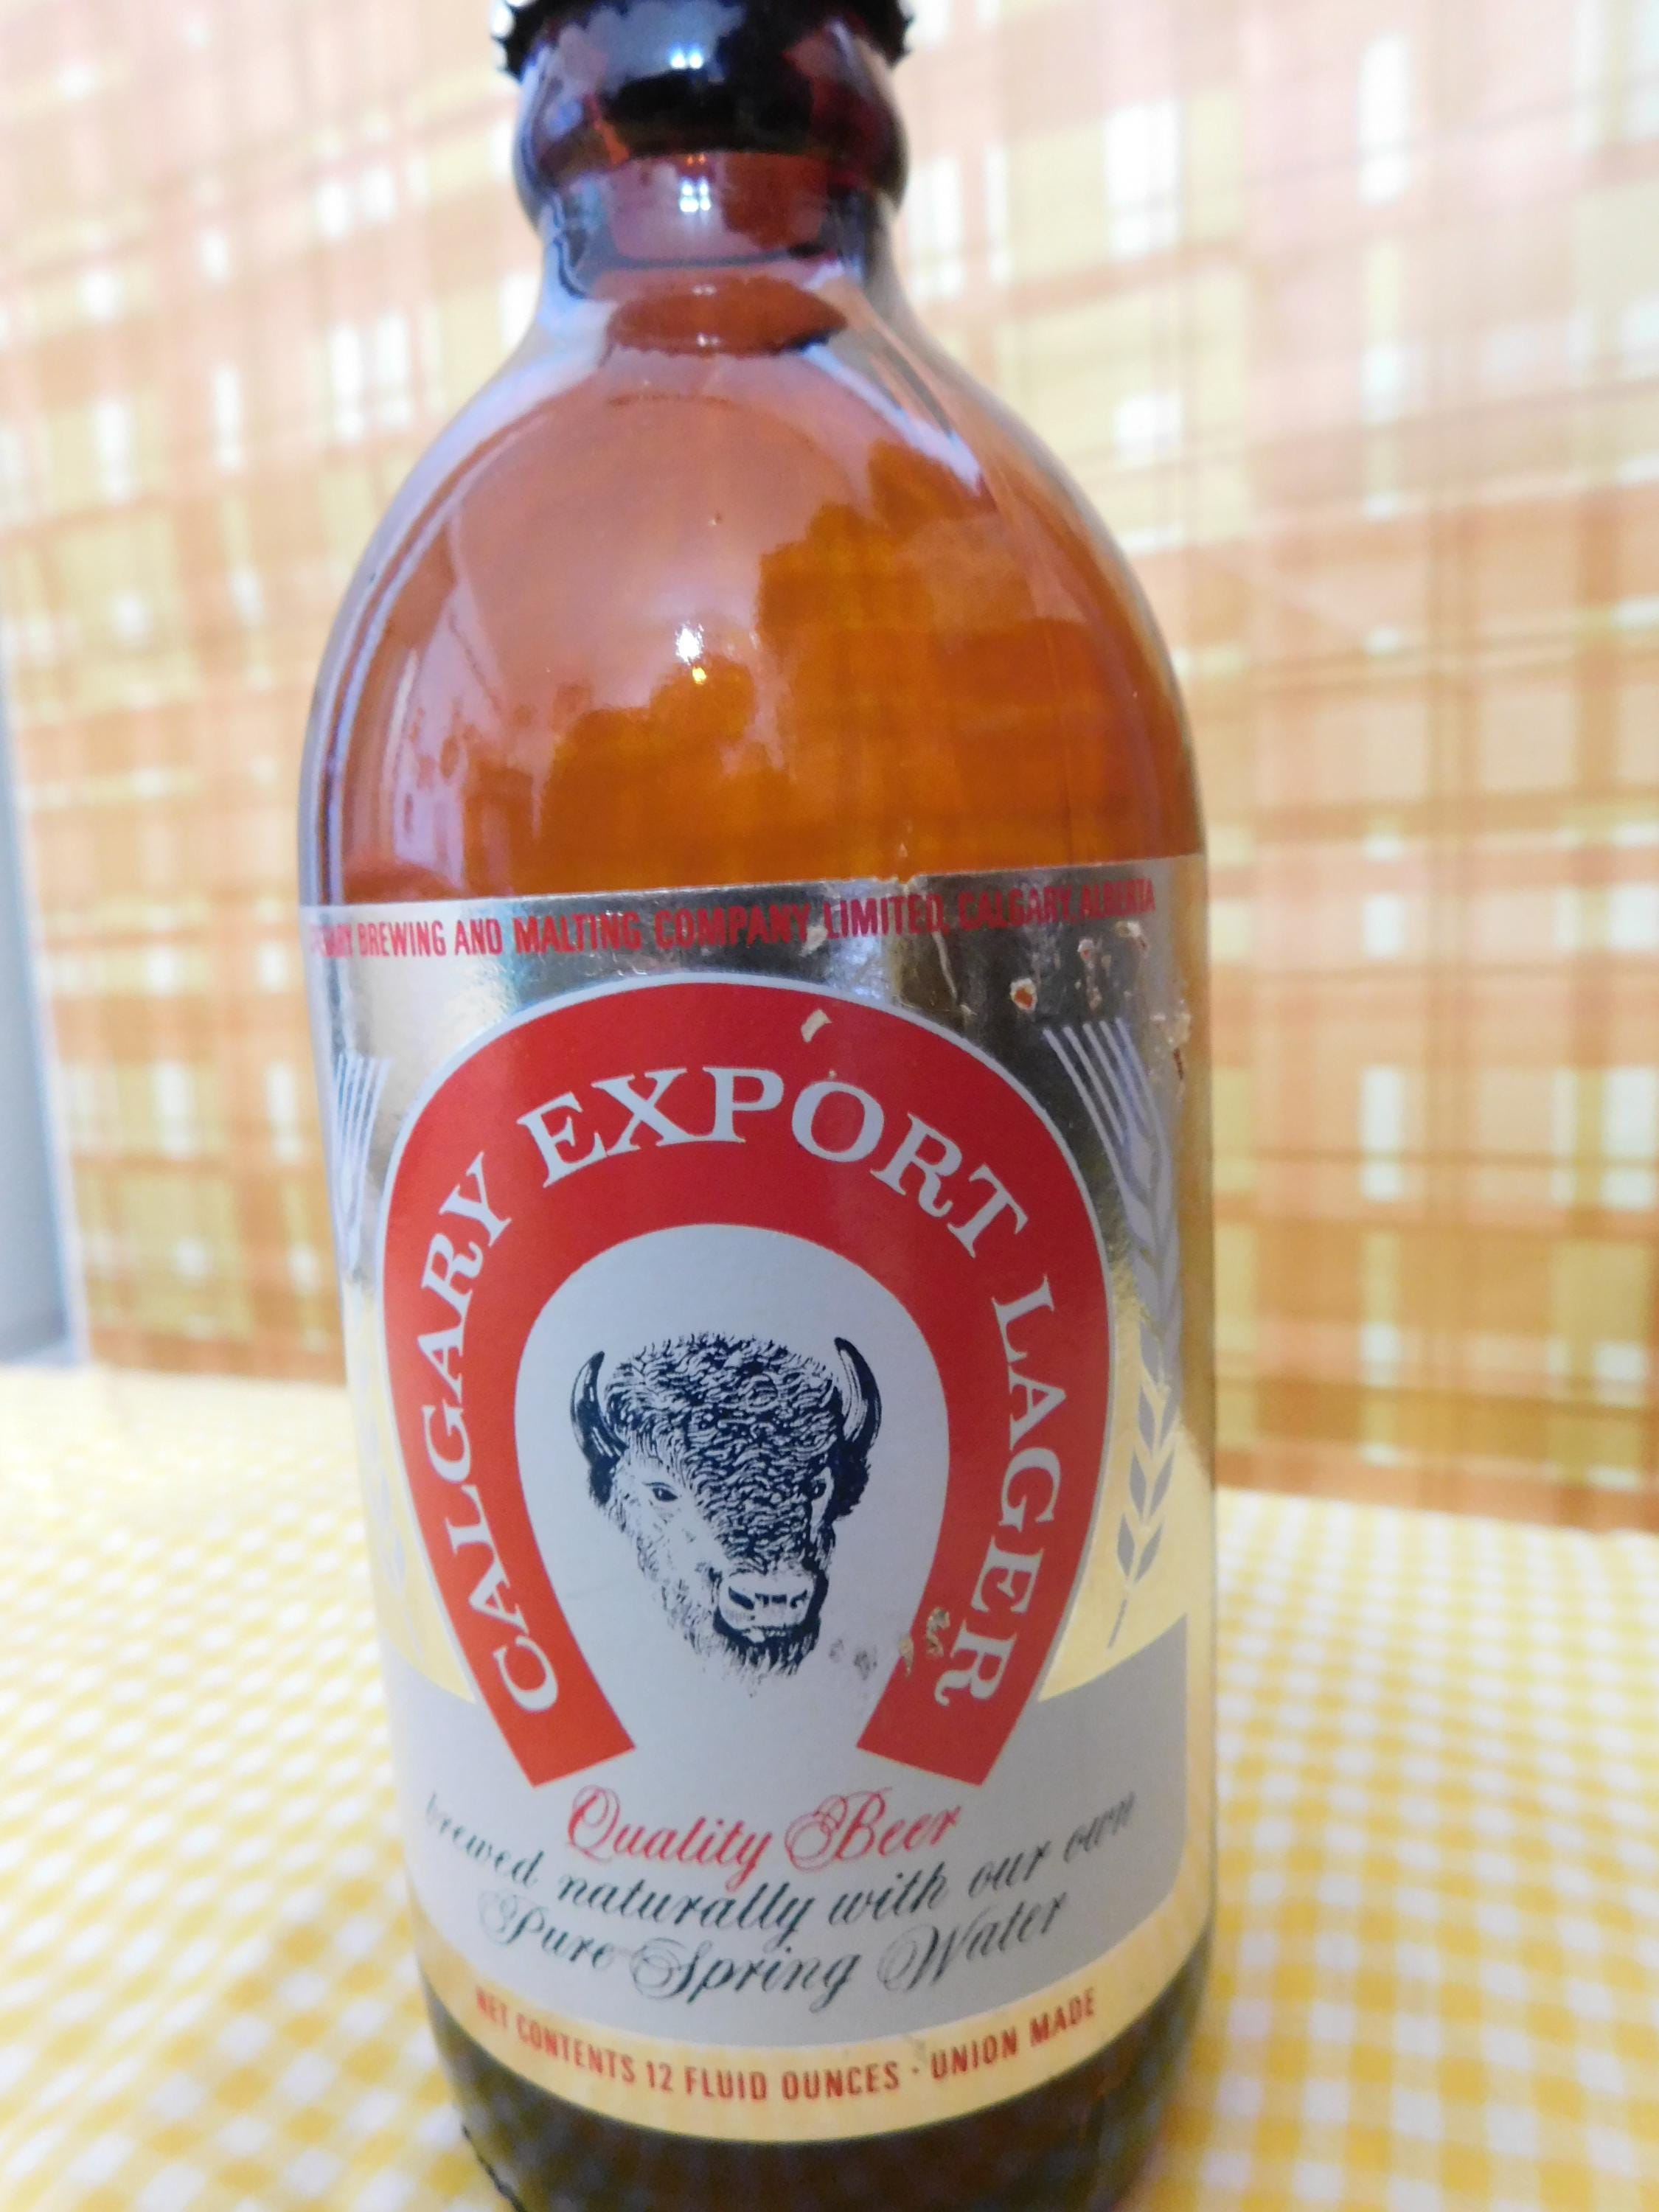 CALGARY BREWING AND MALTING COMPANY LIMITED, CALGARY, ALBERTA
CALGARY EXPORT LAGER
Quality Beer
brewed naturally with our own
Pure Spring Water
NET CONTENTS 12 FLUID OUNCES · UNION MADE